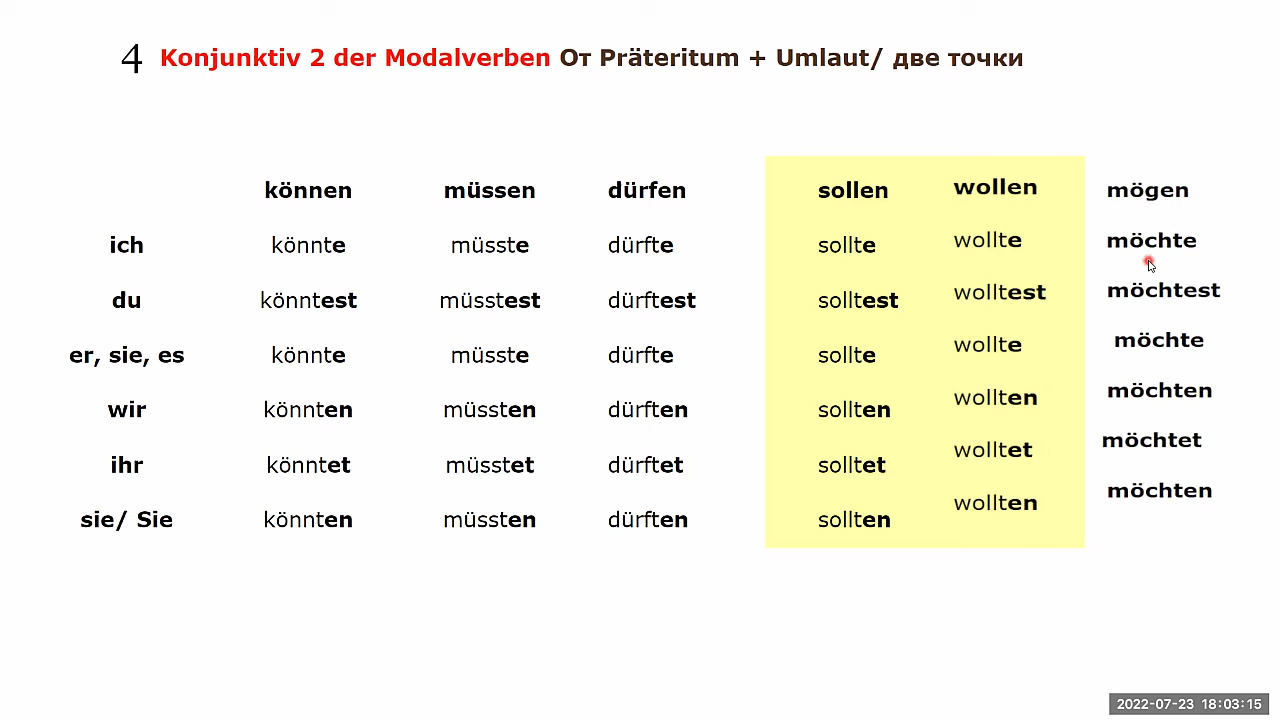 4 Konjunktiv 2 der Modalverben От Präteritum + Umlaut/ две точки
können müssen dürfen sollen wollen mögen
ich könnte müsste dürfte sollte wollte möchte
du könntest müsstest dürftest solltest wolltest möchtest
er, sie, es könnte müsste dürfte sollte wollte möchte
wir könnten müssten dürften sollten wollten möchten
ihr könntet müsstet dürftet solltet wolltet möchtet
sie/ Sie könnten müssten dürften sollten wollten möchten
2022-07-23 18:03:15